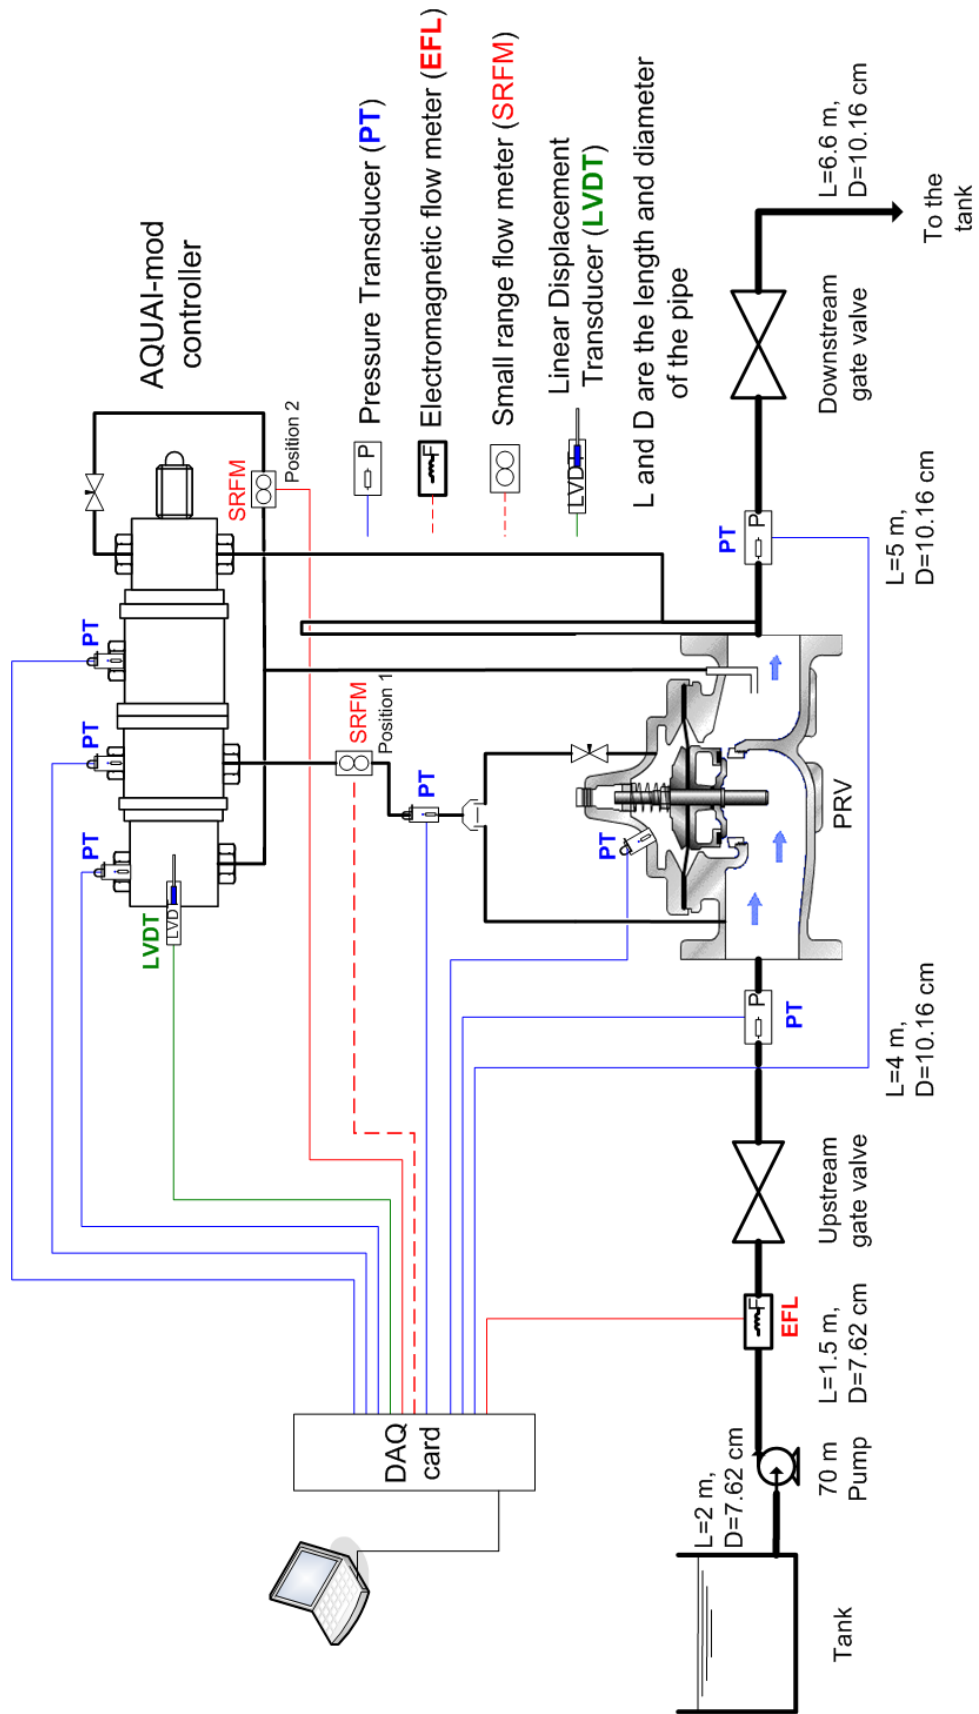 AQUAI-mod
controller
SRFM
Position 2
PT
PT
PT
LVDT
LVD
SRFM
Position 1
PT
PT
P
Pressure Transducer (PT)
Electromagnetic flow meter (EFL)
Small range flow meter (SRFM)
LVDT
Linear Displacement
Transducer (LVDT)
L and D are the length and diameter
of the pipe
DAQ
card
L=2 m,
D=7.62 cm
EFL
PT
P
PT
P
L=6.6 m,
D=10.16 cm
To the
tank
Tank
70 m
Pump
L=1.5 m,
D=7.62 cm
Upstream
gate valve
L=4 m,
D=10.16 cm
PRV
L=5 m,
D=10.16 cm
Downstream
gate valve